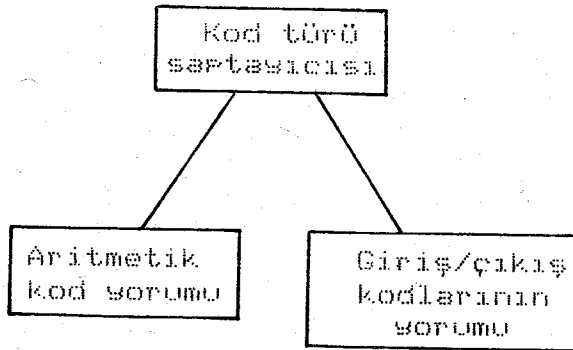 Kod türü
saptayıcısı
Aritmetik
kod yorumu
Giriş/çıkış
kodlarının
yorumu